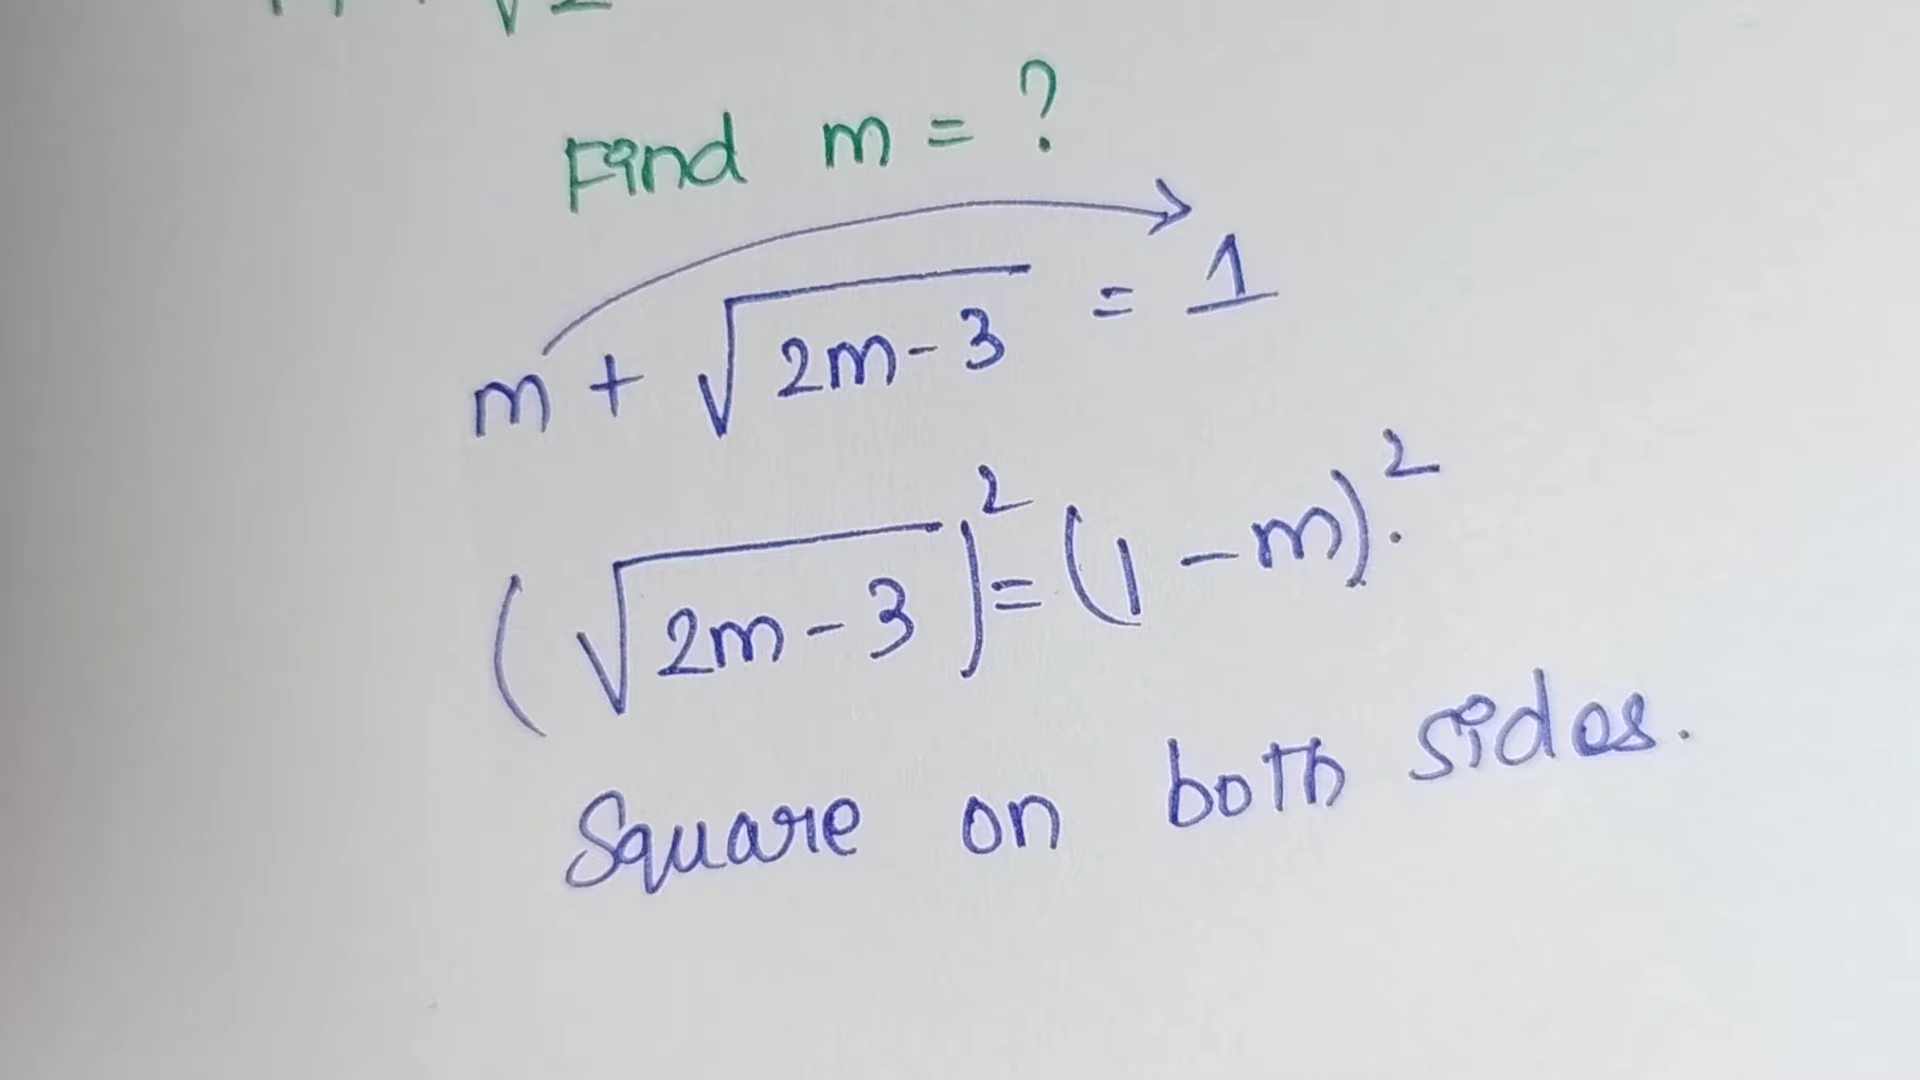 Find m = ?
m + √2m-3 = 1
(√2m-3)² = (1-m)².
Square on both sides.